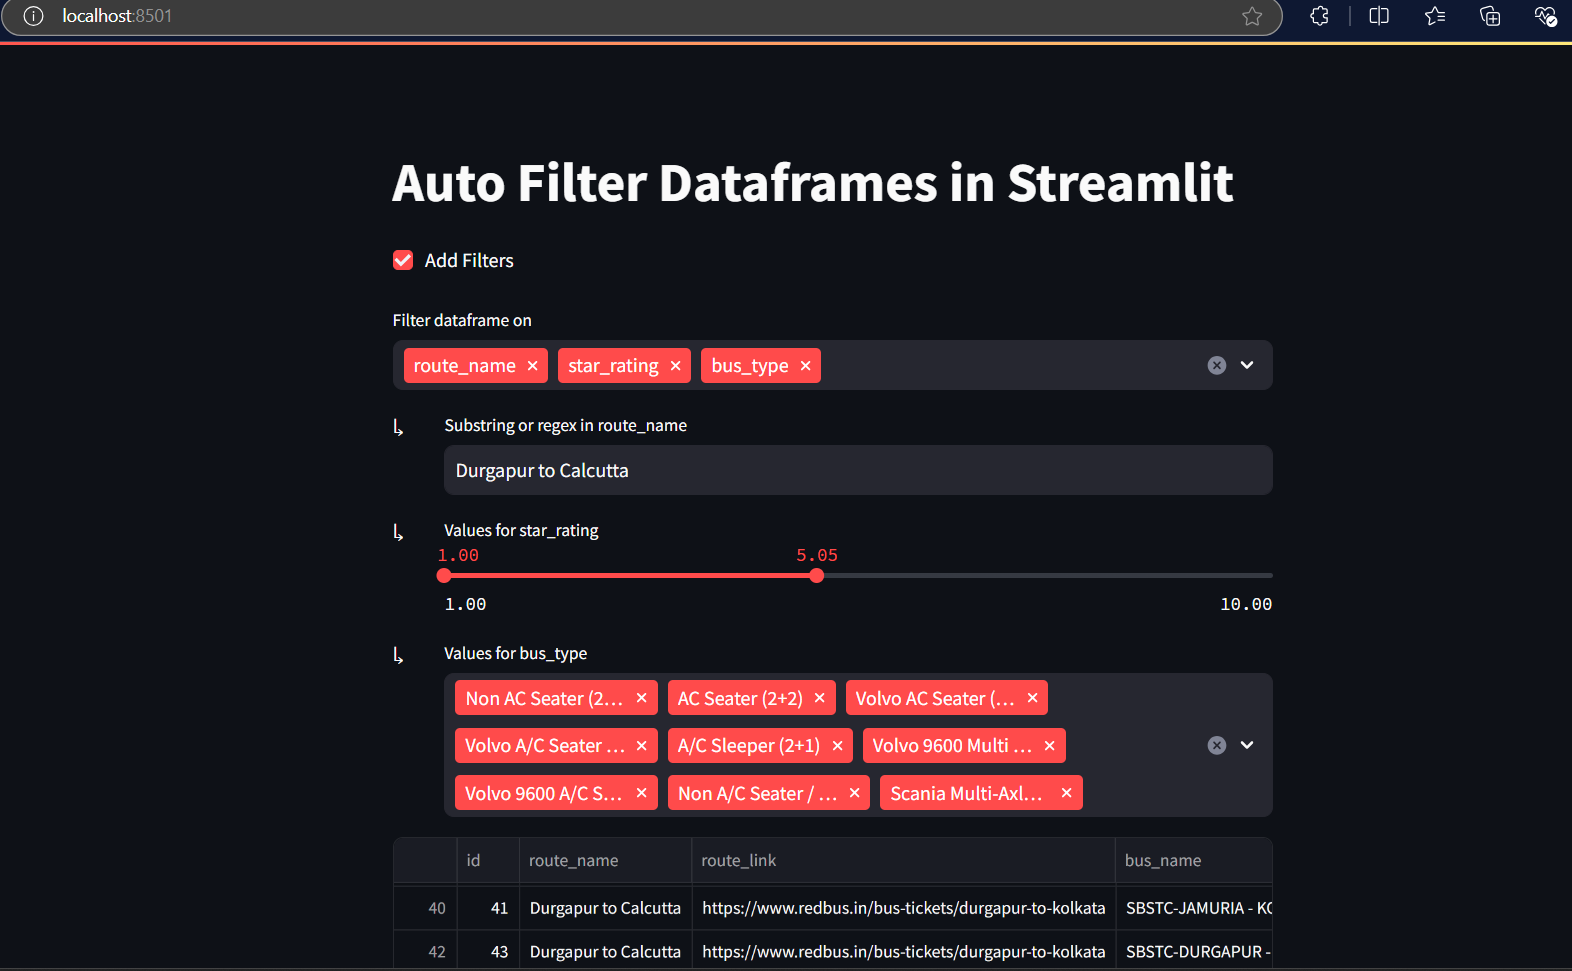 localhost:8501
Auto Filter Dataframes in Streamlit
Add Filters
Filter dataframe on
route_name × star_rating × bus_type ×
Substring or regex in route_name
Durgapur to Calcutta
Values for star_rating
1.00 5.05
1.00 10.00
Values for bus_type
Non AC Seater (2... × AC Seater (2+2) × Volvo AC Seater (... ×
Volvo A/C Seater ... × A/C Sleeper (2+1) × Volvo 9600 Multi ... ×
Volvo 9600 A/C S... × Non A/C Seater / ... × Scania Multi-Axl... ×
id route_name route_link bus_name
40 41 Durgapur to Calcutta https://www.redbus.in/bus-tickets/durgapur-to-kolkata SBSTC-JAMURIA - KO
42 43 Durgapur to Calcutta https://www.redbus.in/bus-tickets/durgapur-to-kolkata SBSTC-DURGAPUR -